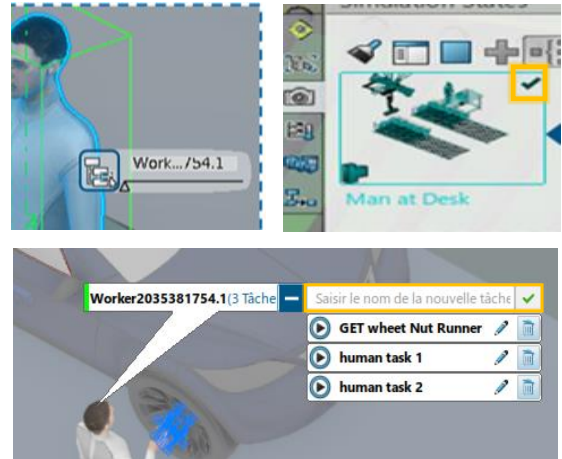 Simulation States
Work.../54.1
Man at Desk
Worker2035381754.1(3 Tâche
Saisir le nom de la nouvelle tâche
GET wheet Nut Runner
human task 1
human task 2